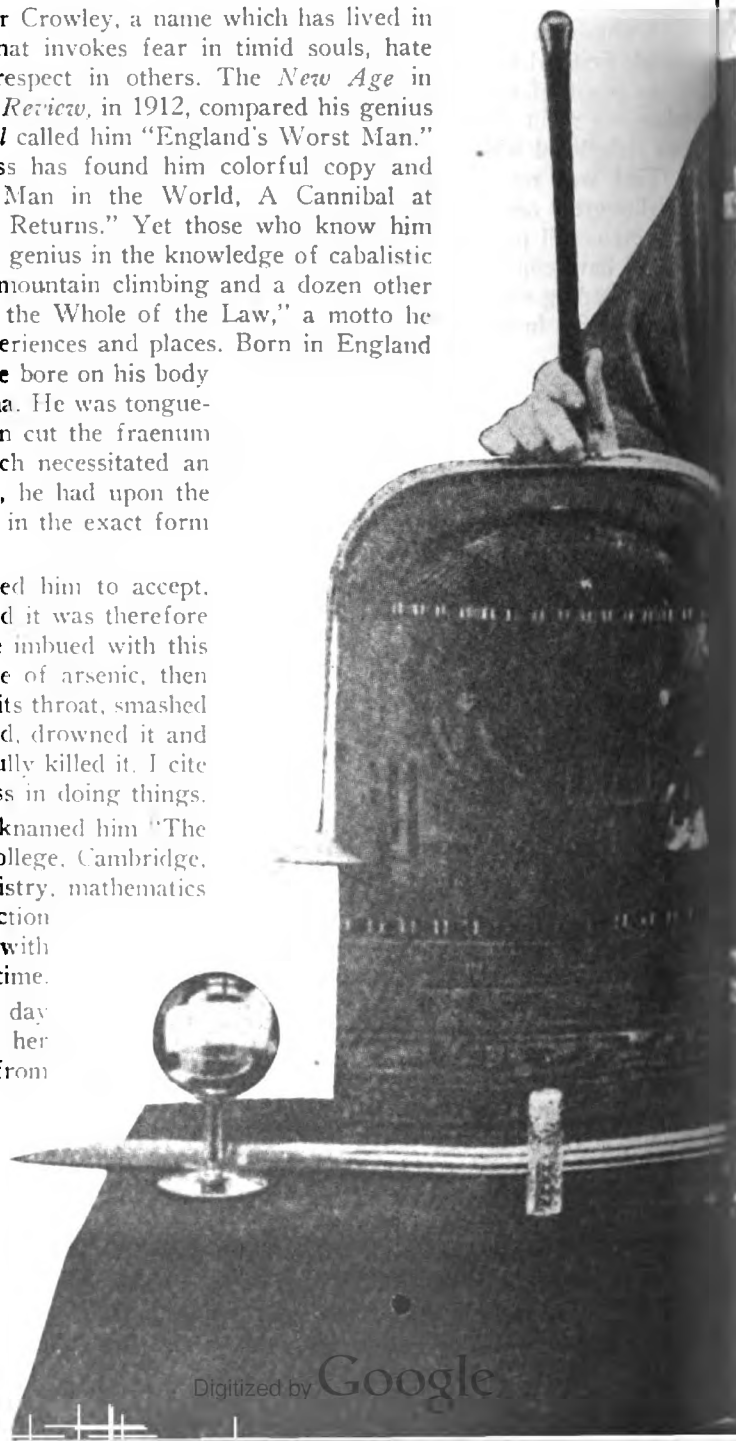 r Crowley, a name which has lived in
hat invokes fear in timid souls, hate
respect in others. The New Age in
Review, in 1912, compared his genius
l called him "England's Worst Man."
ss has found him colorful copy and
Man in the World, A Cannibal at
Returns." Yet those who know him
genius in the knowledge of cabalistic
mountain climbing and a dozen other
the Whole of the Law," a motto he
eriences and places. Born in England
e bore on his body
a. He was tongue-
n cut the fraenum
ch necessitated an
, he had upon the
in the exact form
ed him to accept,
d it was therefore
e imbued with this
e of arsenic, then
its throat, smashed
d, drowned it and
ully killed it. I cite
ss in doing things.
knamed him "The
ollege, Cambridge,
istry, mathematics
ction
with
time.
day
her
from
Digitized by Google